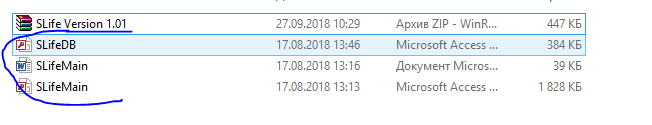 SLife Version 1.01 27.09.2018 10:29 Архив ZIP - WinR... 447 КБ
SLifeDB 17.08.2018 13:46 Microsoft Access ... 384 КБ
SLifeMain 17.08.2018 13:16 Документ Micros... 39 КБ
SLifeMain 17.08.2018 13:13 Microsoft Access ... 1 828 КБ